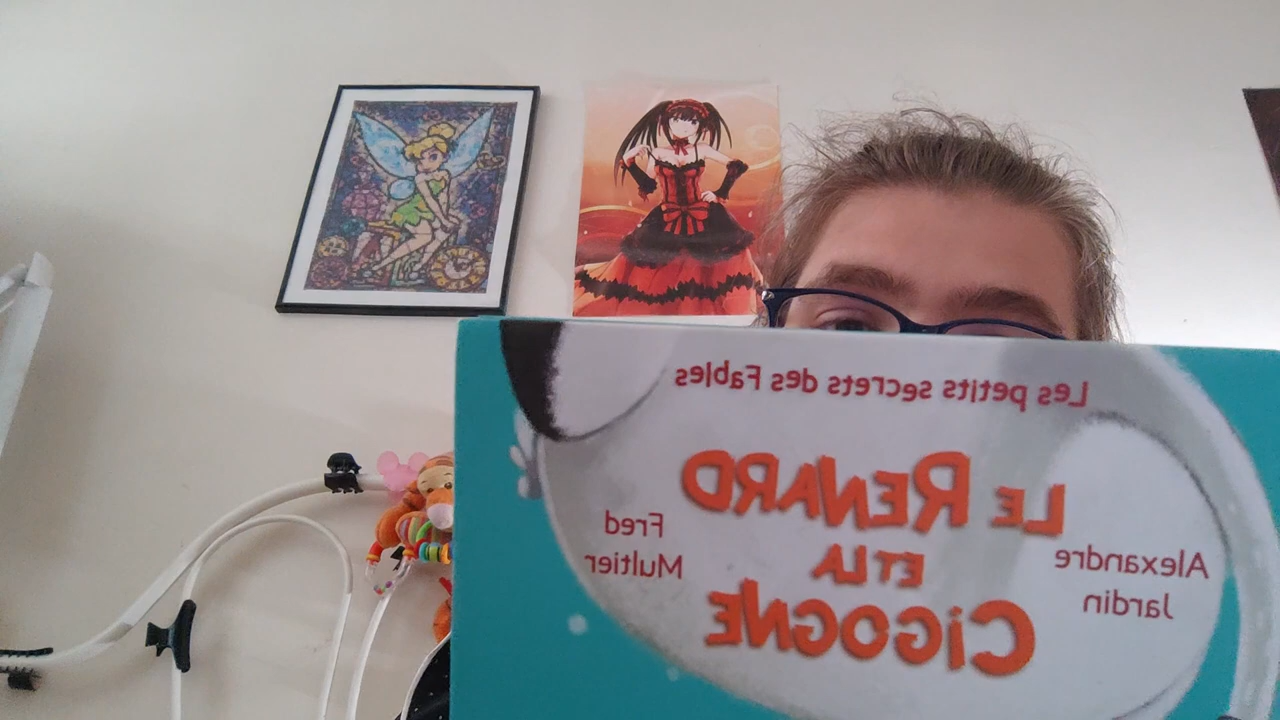 Les petits secrets des Fables
LE RENARD
ET LA
CIGOGNE
Alexandre
Jardin
Fred
Multier